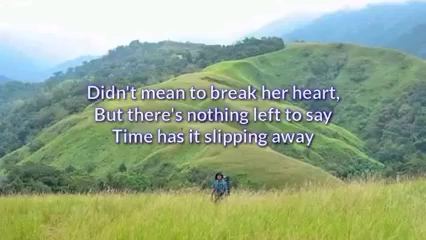 Didn't mean to break her heart,
But there's nothing left to say
Time has it slipping away